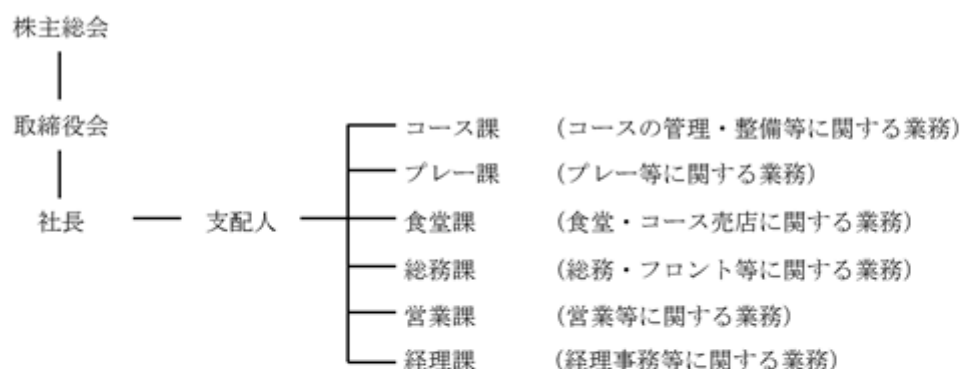 株主総会
取締役会
コース課 (コースの管理・整備等に関する業務)
プレー課 (プレー等に関する業務)
社長 支配人 食堂課 (食堂・コース売店に関する業務)
総務課 (総務・フロント等に関する業務)
営業課 (営業等に関する業務)
経理課 (経理事務等に関する業務)